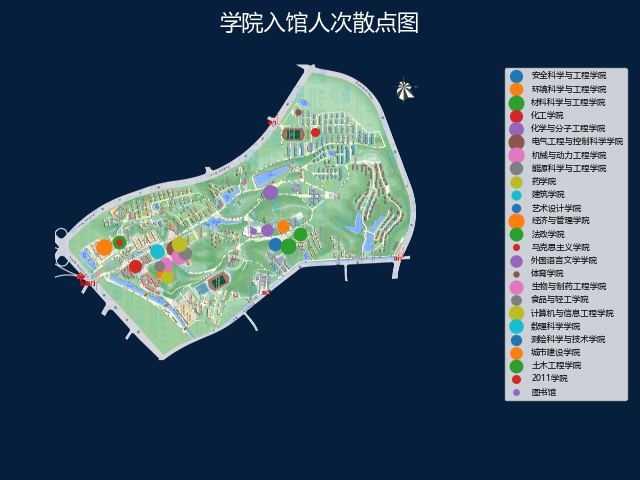 学院入馆人次散点图
安全科学与工程学院
环境科学与工程学院
材料科学与工程学院
化工学院
化学与分子工程学院
电气工程与控制科学学院
机械与动力工程学院
能源科学与工程学院
药学院
建筑学院
艺术设计学院
经济与管理学院
法政学院
马克思主义学院
外国语言文学学院
体育学院
生物与制药工程学院
食品与轻工学院
计算机与信息工程学院
数理科学学院
测绘科学与技术学院
城市建设学院
土木工程学院
2011学院
图书馆